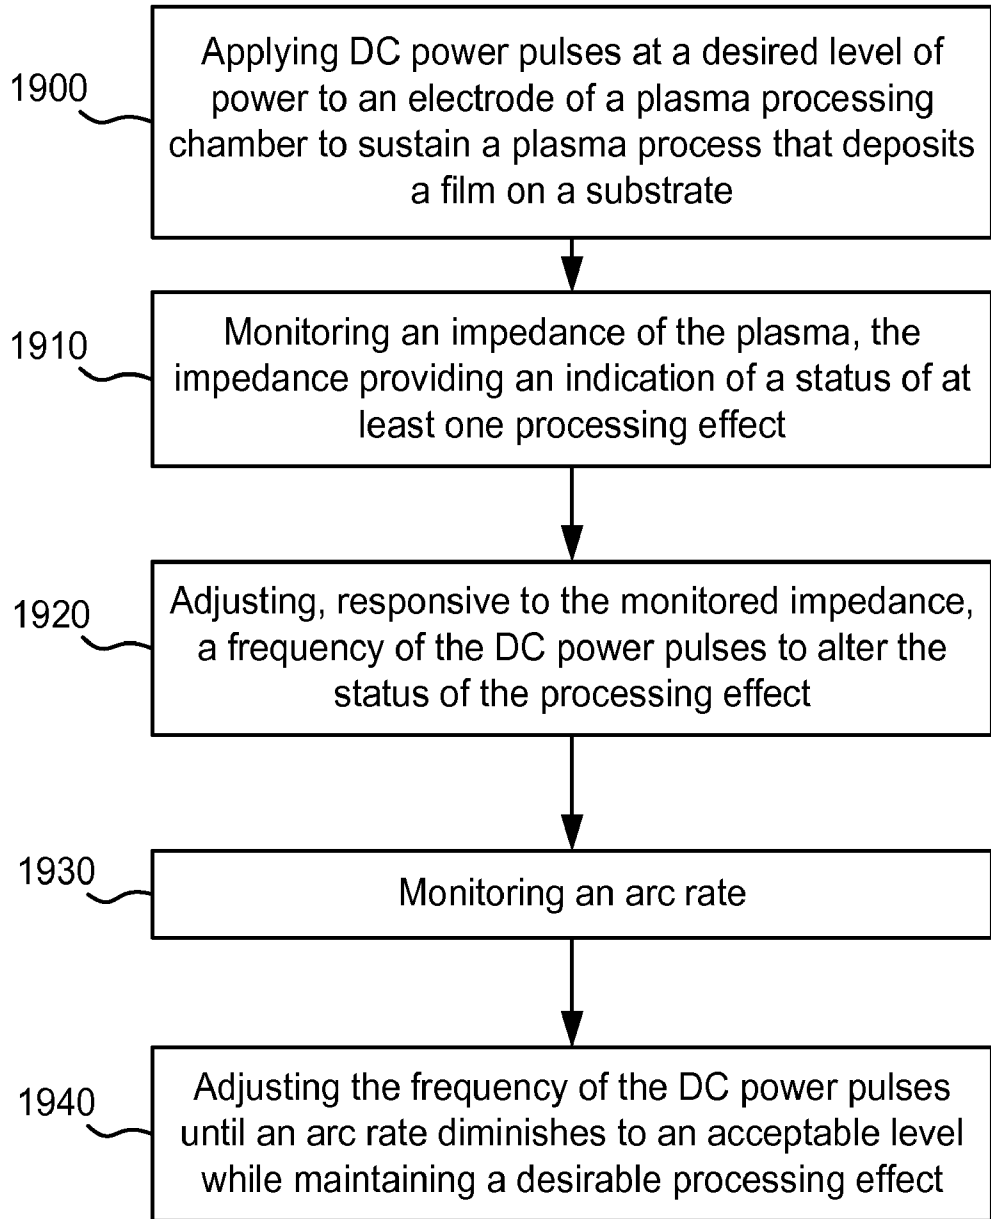 1900
Applying DC power pulses at a desired level of
power to an electrode of a plasma processing
chamber to sustain a plasma process that deposits
a film on a substrate
1910
Monitoring an impedance of the plasma, the
impedance providing an indication of a status of at
least one processing effect
1920
Adjusting, responsive to the monitored impedance,
a frequency of the DC power pulses to alter the
status of the processing effect
1930
Monitoring an arc rate
1940
Adjusting the frequency of the DC power pulses
until an arc rate diminishes to an acceptable level
while maintaining a desirable processing effect